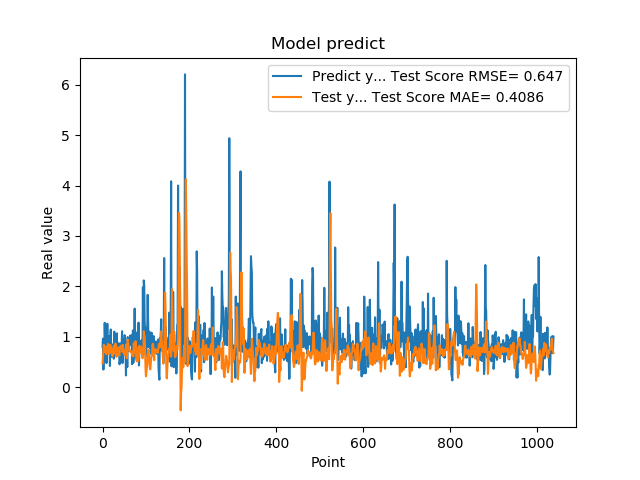 Model predict
Predict y... Test Score RMSE= 0.647
Test y... Test Score MAE= 0.4086
6
5
4
3
2
1
0
Real value
0 200 400 600 800 1000
Point